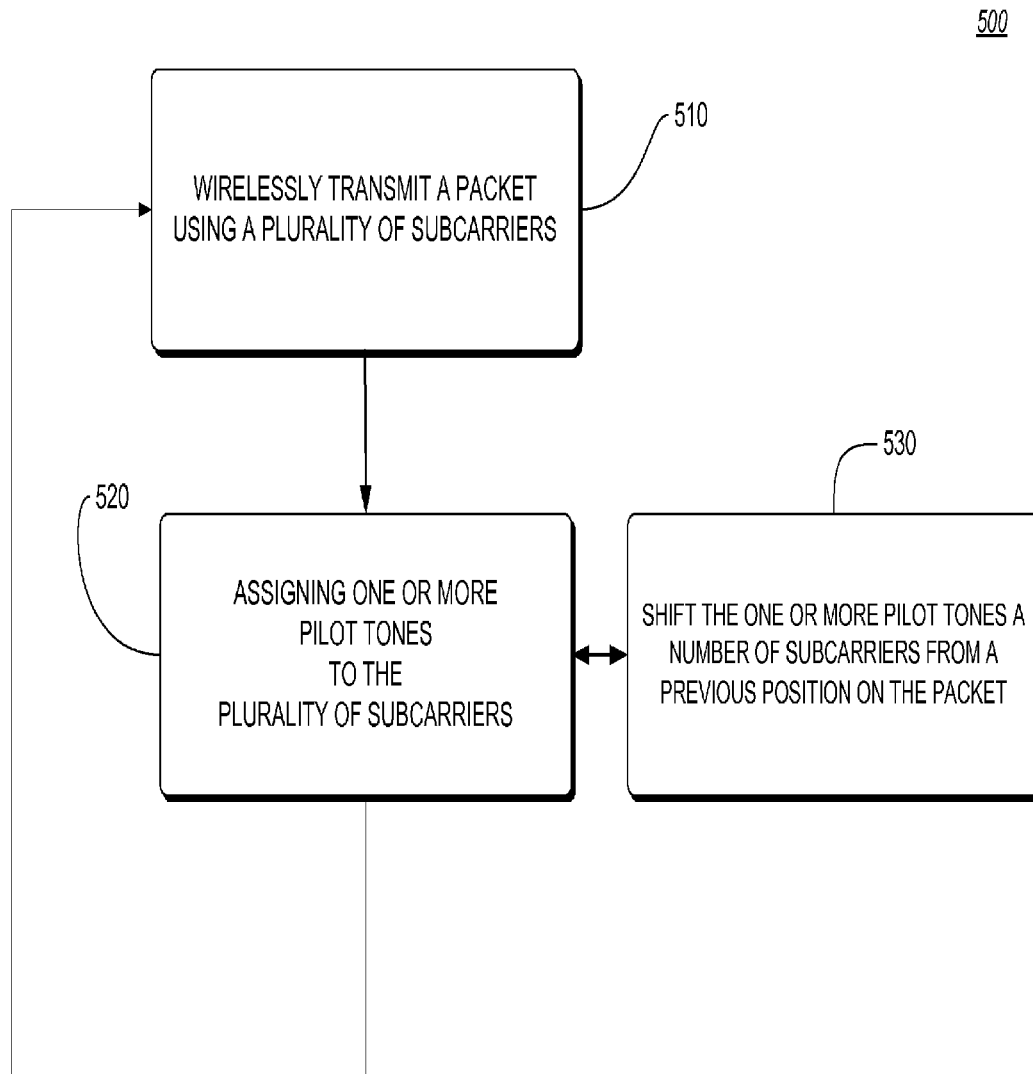 500
WIRELESSLY TRANSMIT A PACKET
USING A PLURALITY OF SUBCARRIERS
510
520
ASSIGNING ONE OR MORE
PILOT TONES
TO THE
PLURALITY OF SUBCARRIERS
530
SHIFT THE ONE OR MORE PILOT TONES A
NUMBER OF SUBCARRIERS FROM A
PREVIOUS POSITION ON THE PACKET